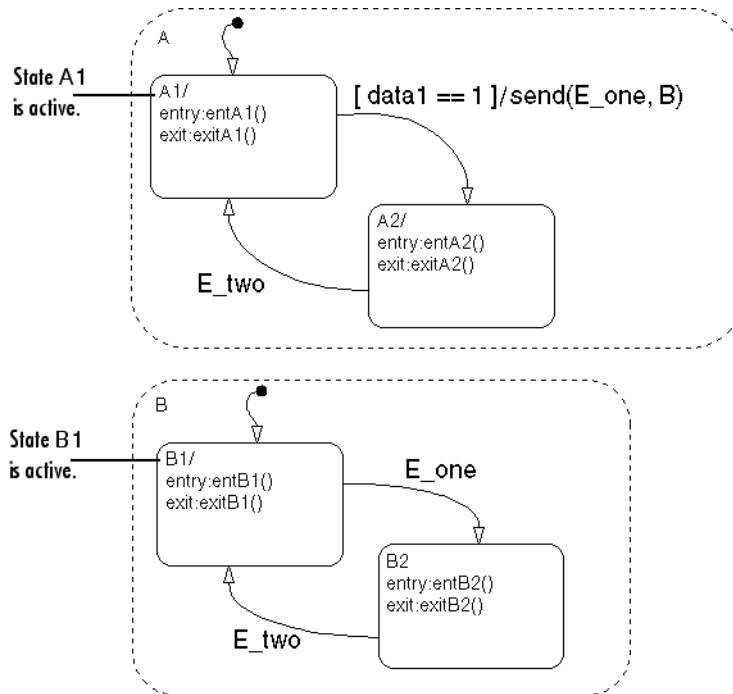 A
State A1
is active.
A1/
entry:entA1()
exit:exitA1()
[ data1 == 1 ]/send(E_one, B)
A2/
entry:entA2()
exit:exitA2()
E_two
B
State B1
is active.
B1/
entry:entB1()
exit:exitB1()
E_one
B2
entry:entB2()
exit:exitB2()
E_two